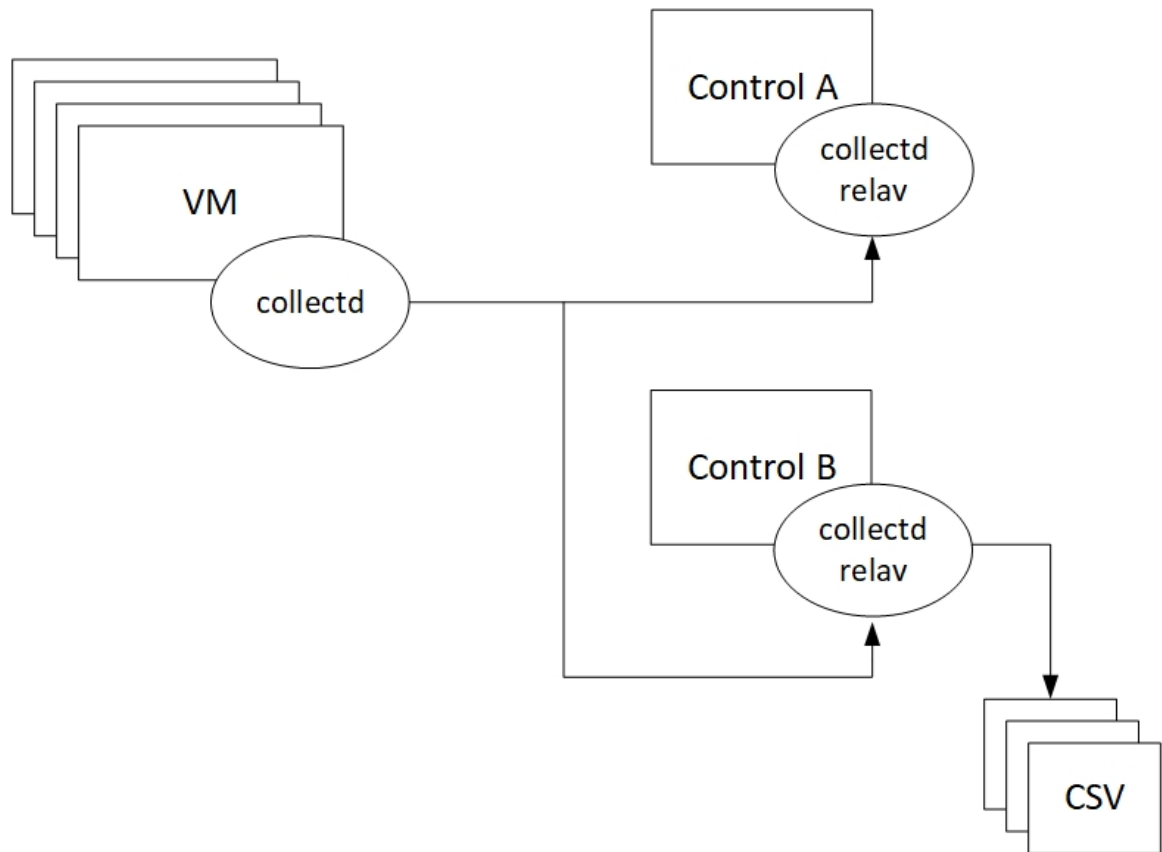 Control A
collectd
relav
VM
collectd
Control B
collectd
relav
CSV